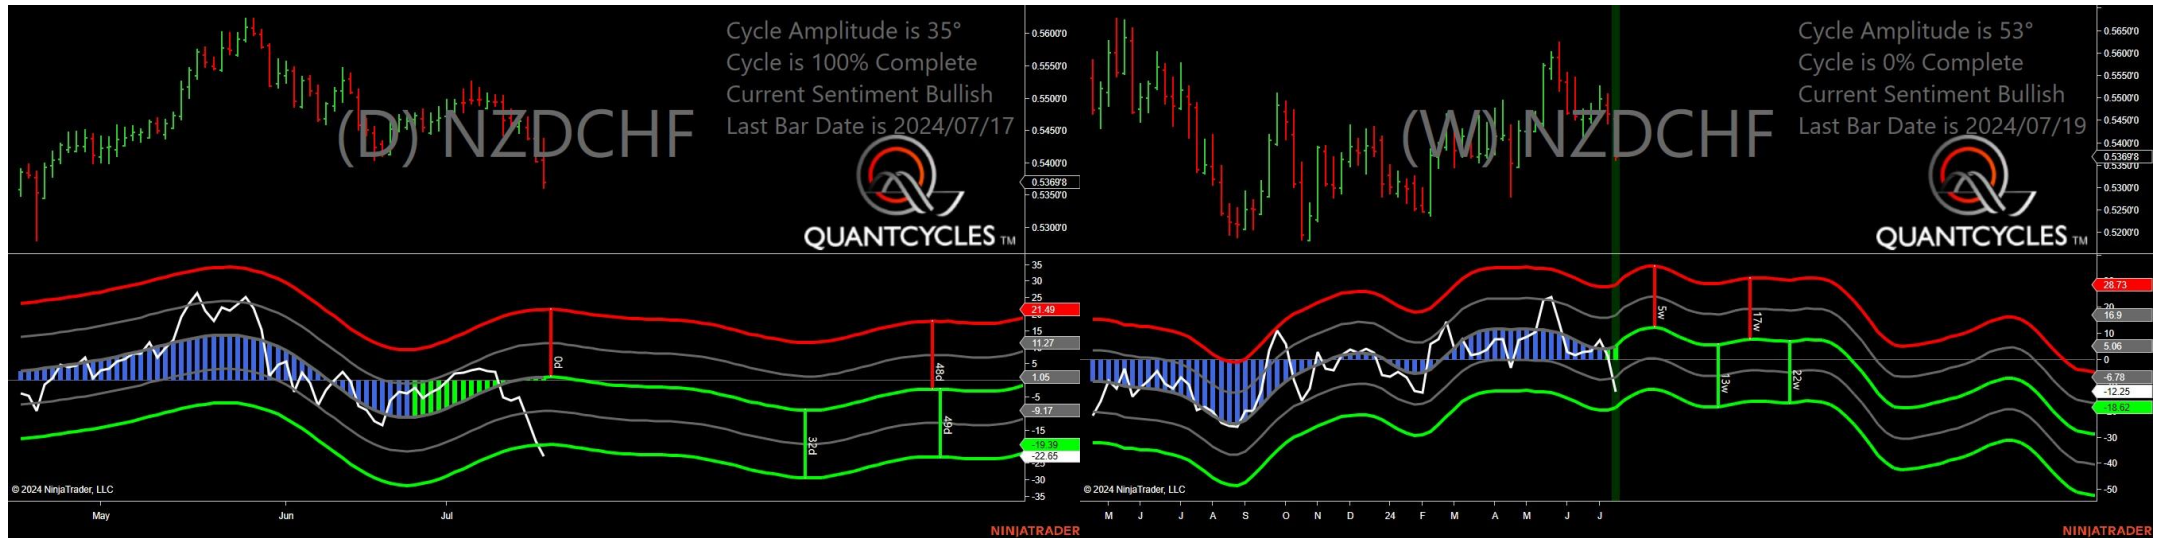 Cycle Amplitude is 35°
Cycle is 100% Complete
Current Sentiment Bullish
Last Bar Date is 2024/07/17
(D) NZDCHF
QUANTCYCLES TM
0.5600'0
0.5550'0
0.5500'0
0.5450'0
0.5400'0
0.5369'8
0.5350'0
0.5300'0
35
30
25
21.49
15
11.27
5
1.05
-5
-9.17
-15
-19.39
-22.65
-30
-35
0d
32d
48d
49d
© 2024 NinjaTrader, LLC
May Jun Jul
NINJATRADER
Cycle Amplitude is 53°
Cycle is 0% Complete
Current Sentiment Bullish
Last Bar Date is 2024/07/19
(W) NZDCHF
QUANTCYCLES TM
0.5650'0
0.5600'0
0.5550'0
0.5500'0
0.5450'0
0.5400'0
0.5369'8
0.5350'0
0.5300'0
0.5250'0
0.5200'0
28.73
20
16.9
10
5.06
0
-6.78
-12.25
-18.62
-30
-40
-50
5w
17w
13w
22w
© 2024 NinjaTrader, LLC
M J J A S O N D 24 F M A M J J
NINJATRADER